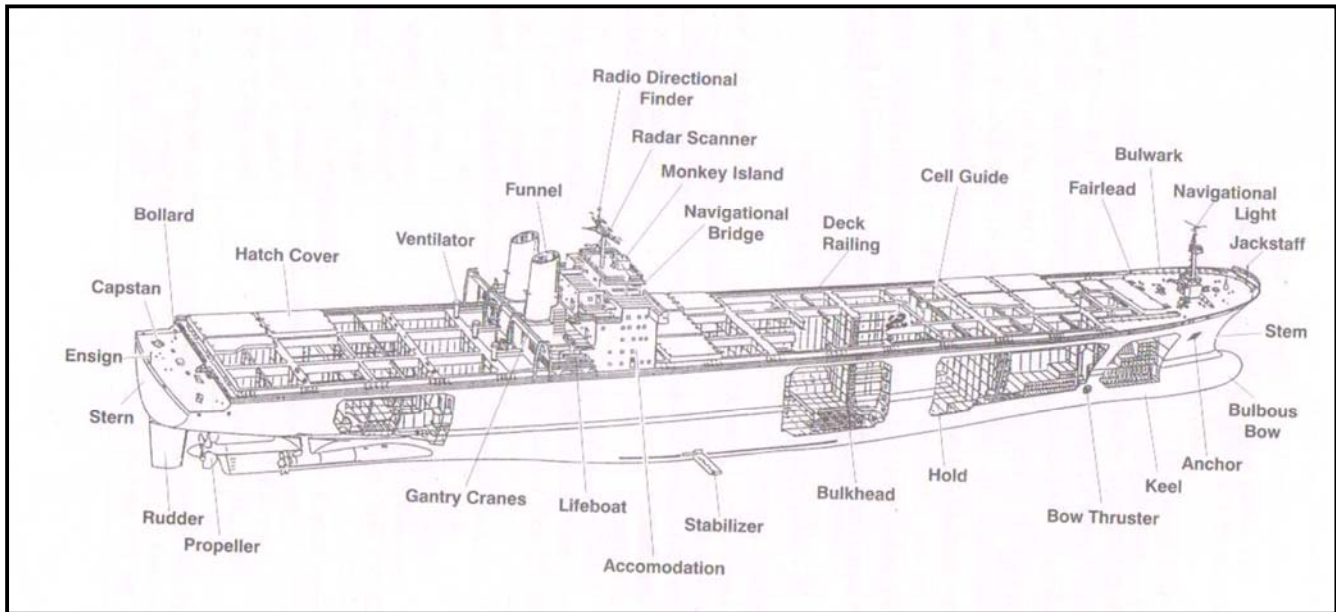 Radio Directional
Finder
Radar Scanner
Monkey Island
Funnel
Navigational
Bridge
Cell Guide
Bulwark
Fairlead
Navigational
Light
Jackstaff
Bollard
Hatch Cover
Ventilator
Deck
Railing
Capstan
Ensign
Stern
Stem
Bulbous
Bow
Anchor
Keel
Bow Thruster
Hold
Bulkhead
Stabilizer
Accomodation
Lifeboat
Gantry Cranes
Rudder
Propeller